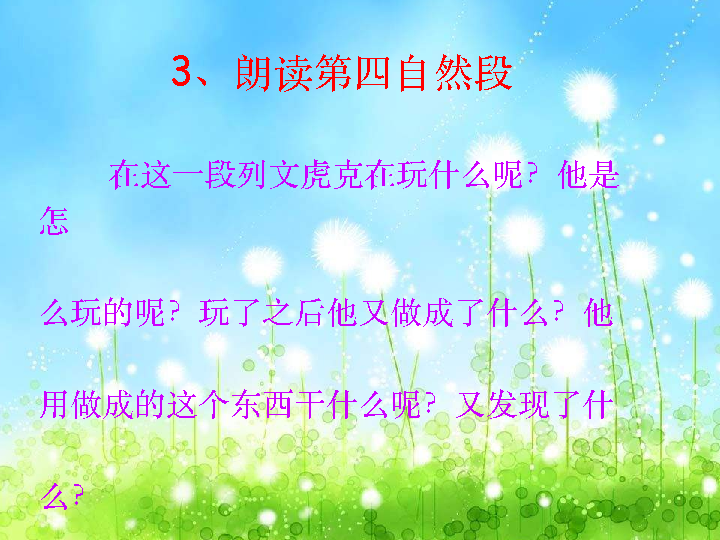 3、朗读第四自然段
在这一段列文虎克在玩什么呢？他是
怎
么玩的呢？玩了之后他又做成了什么？他
用做成的这个东西干什么呢？又发现了什
么？